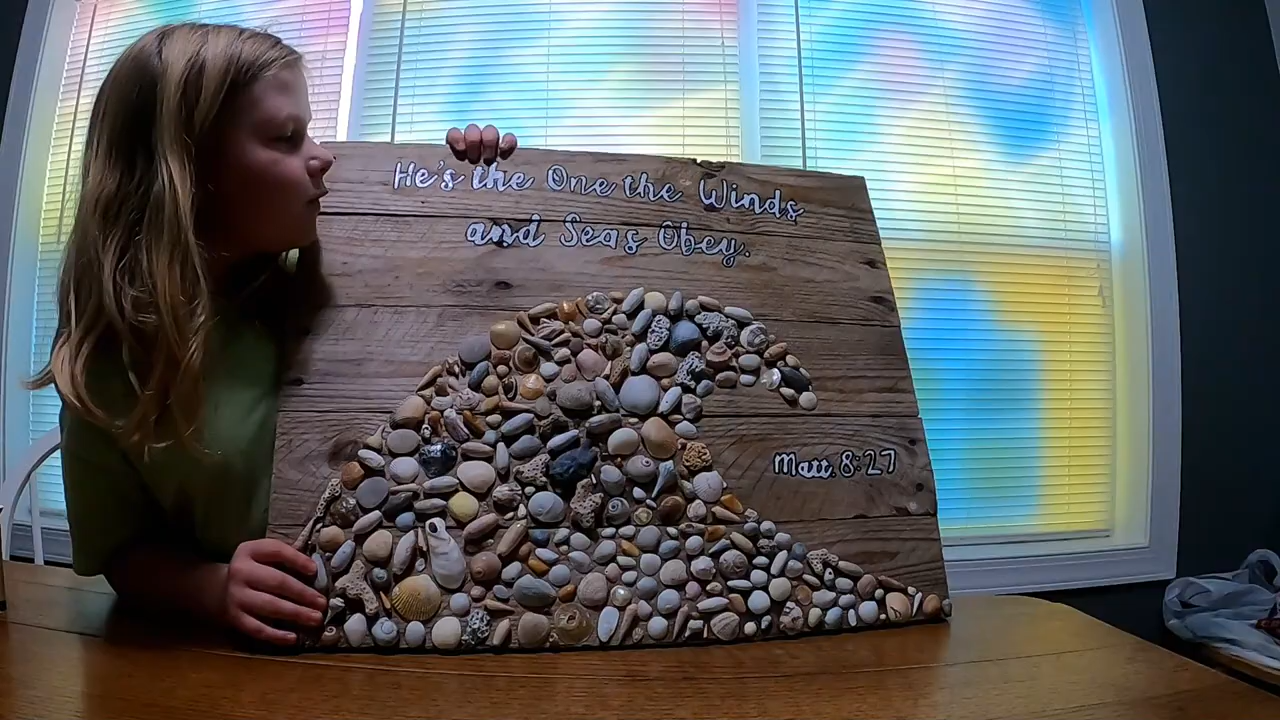 He's the One the Winds
and Seas Obey.
Matt. 8:27